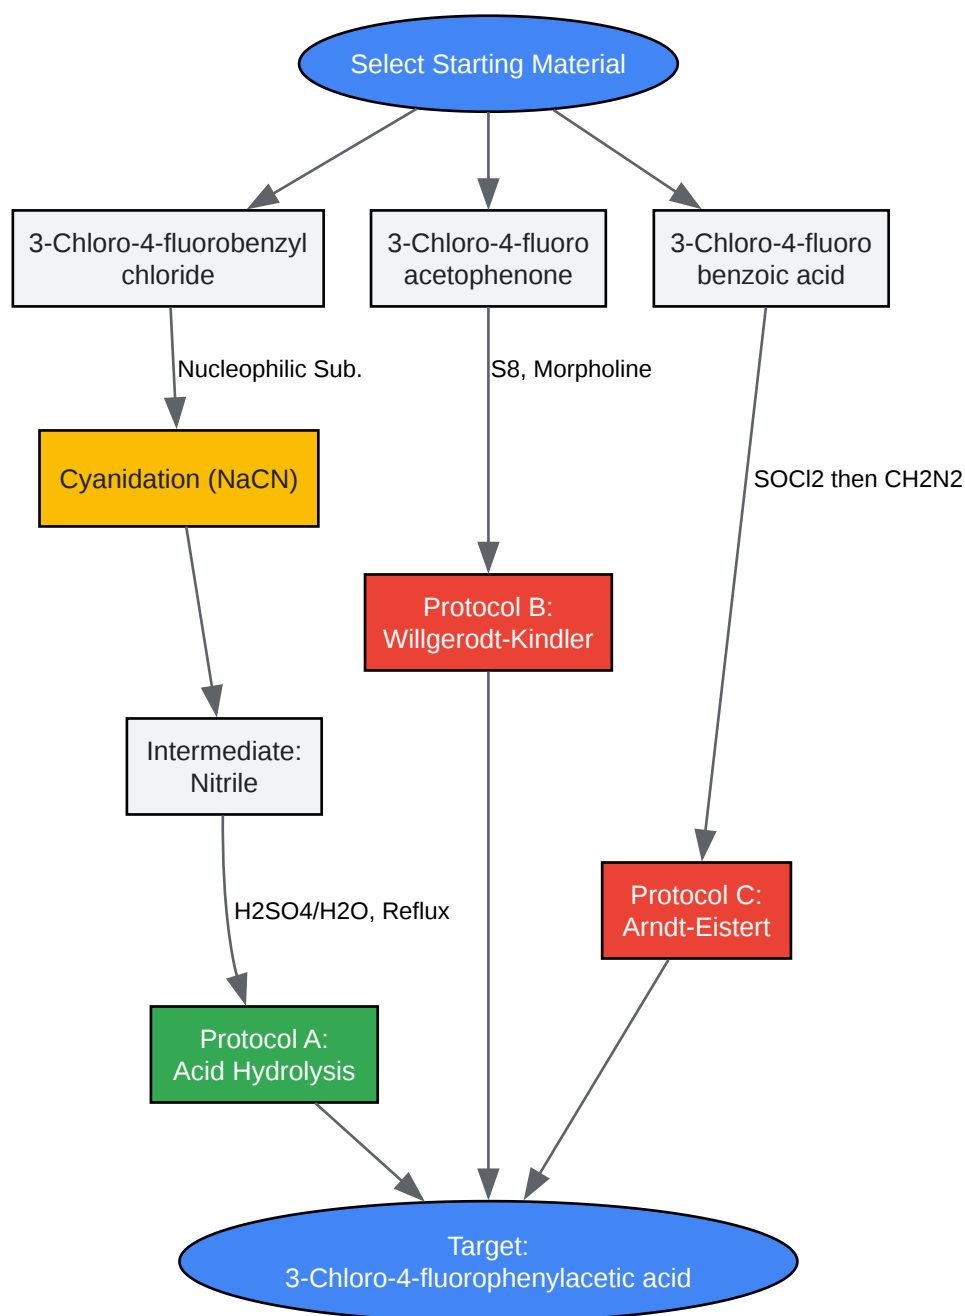 Select Starting Material
3-Chloro-4-fluorobenzyl
chloride
3-Chloro-4-fluoro
acetophenone
3-Chloro-4-fluoro
benzoic acid
Nucleophilic Sub.
S8, Morpholine
Cyanidation (NaCN)
SOCl2 then CH2N2
Protocol B:
Willgerodt-Kindler
Intermediate:
Nitrile
H2SO4/H2O, Reflux
Protocol C:
Arndt-Eistert
Protocol A:
Acid Hydrolysis
Target:
3-Chloro-4-fluorophenylacetic acid